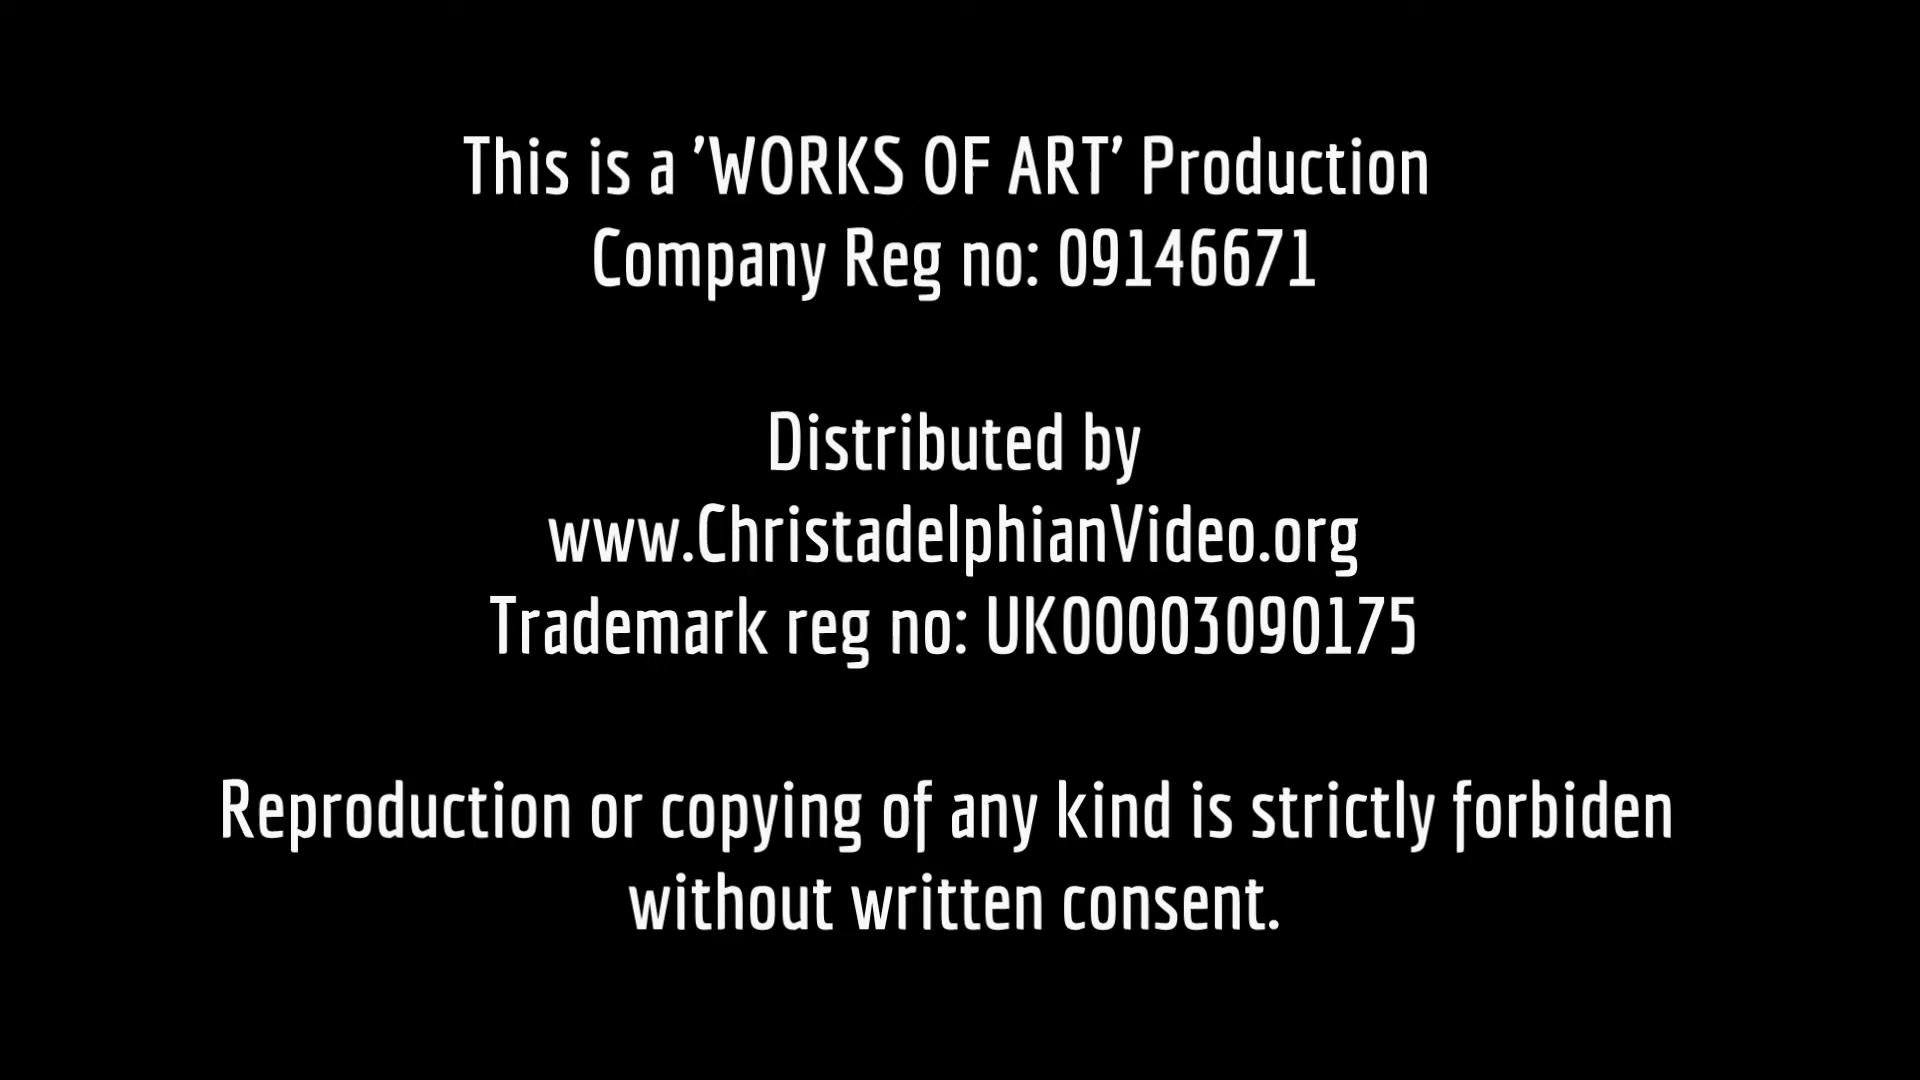 This is a 'WORKS OF ART' Production
Company Reg no: 09146671
Distributed by
www.ChristadelphianVideo.org
Trademark reg no: UK00003090175
Reproduction or copying of any kind is strictly forbiden
without written consent.